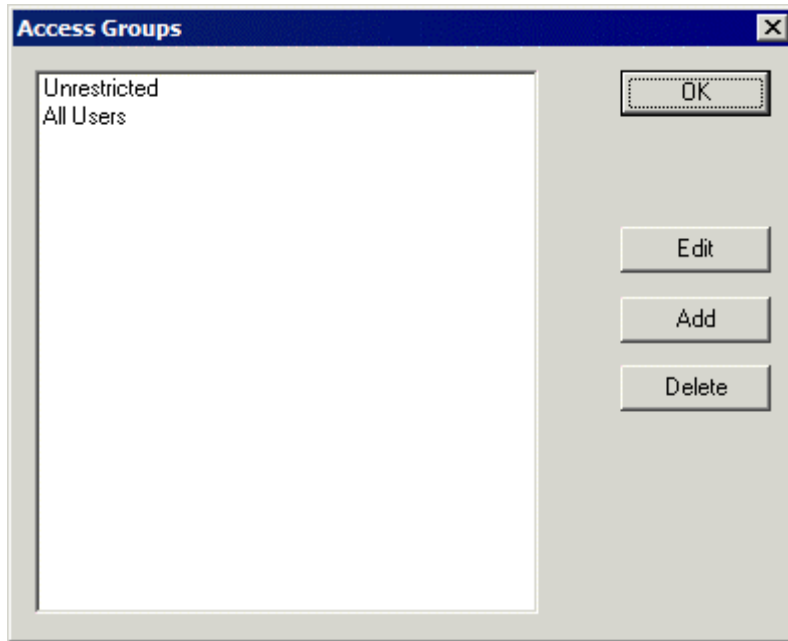 Access Groups
Unrestricted
All Users
OK
Edit
Add
Delete